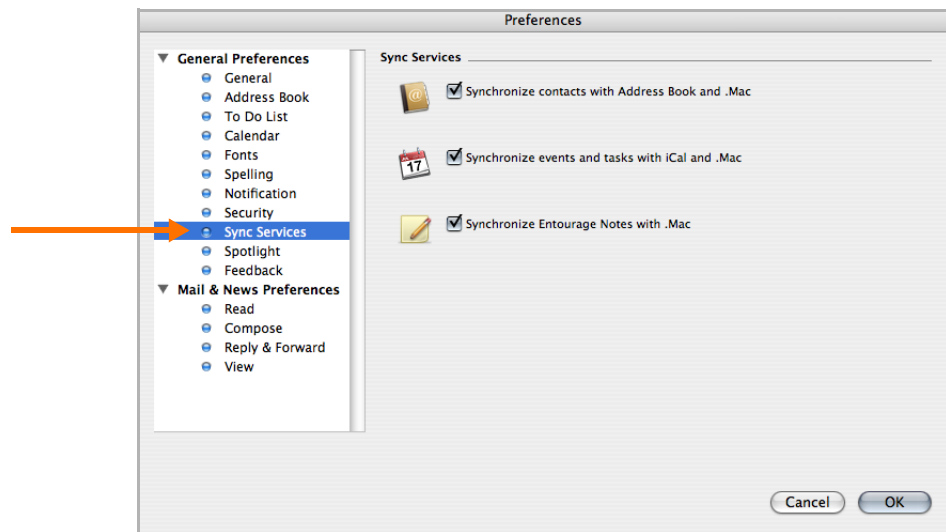 Preferences
General Preferences
General
Address Book
To Do List
Calendar
Fonts
Spelling
Notification
Security
Sync Services
Spotlight
Feedback
Mail & News Preferences
Read
Compose
Reply & Forward
View
Sync Services
@
Synchronize contacts with Address Book and .Mac
17
Synchronize events and tasks with iCal and .Mac
Synchronize Entourage Notes with .Mac
Cancel
OK